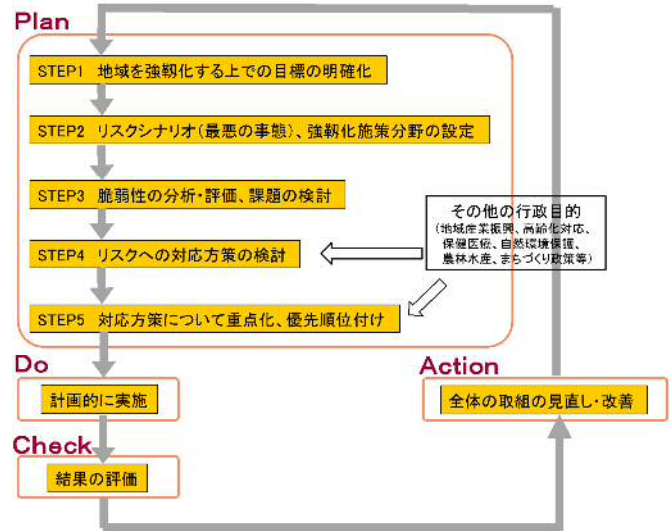 Plan
STEP1 地域を強靱化する上での目標の明確化
STEP2 リスクシナリオ(最悪の事態)、強靱化施策分野の設定
STEP3 脆弱性の分析・評価、課題の検討
その他の行政目的
(地域産業振興、高齢化対応、
保健医療、自然環境保護、
農林水産、まちづくり政策等)
STEP4 リスクへの対応方策の検討
STEP5 対応方策について重点化、優先順位付け
Do
計画的に実施
Check
結果の評価
Action
全体の取組の見直し・改善